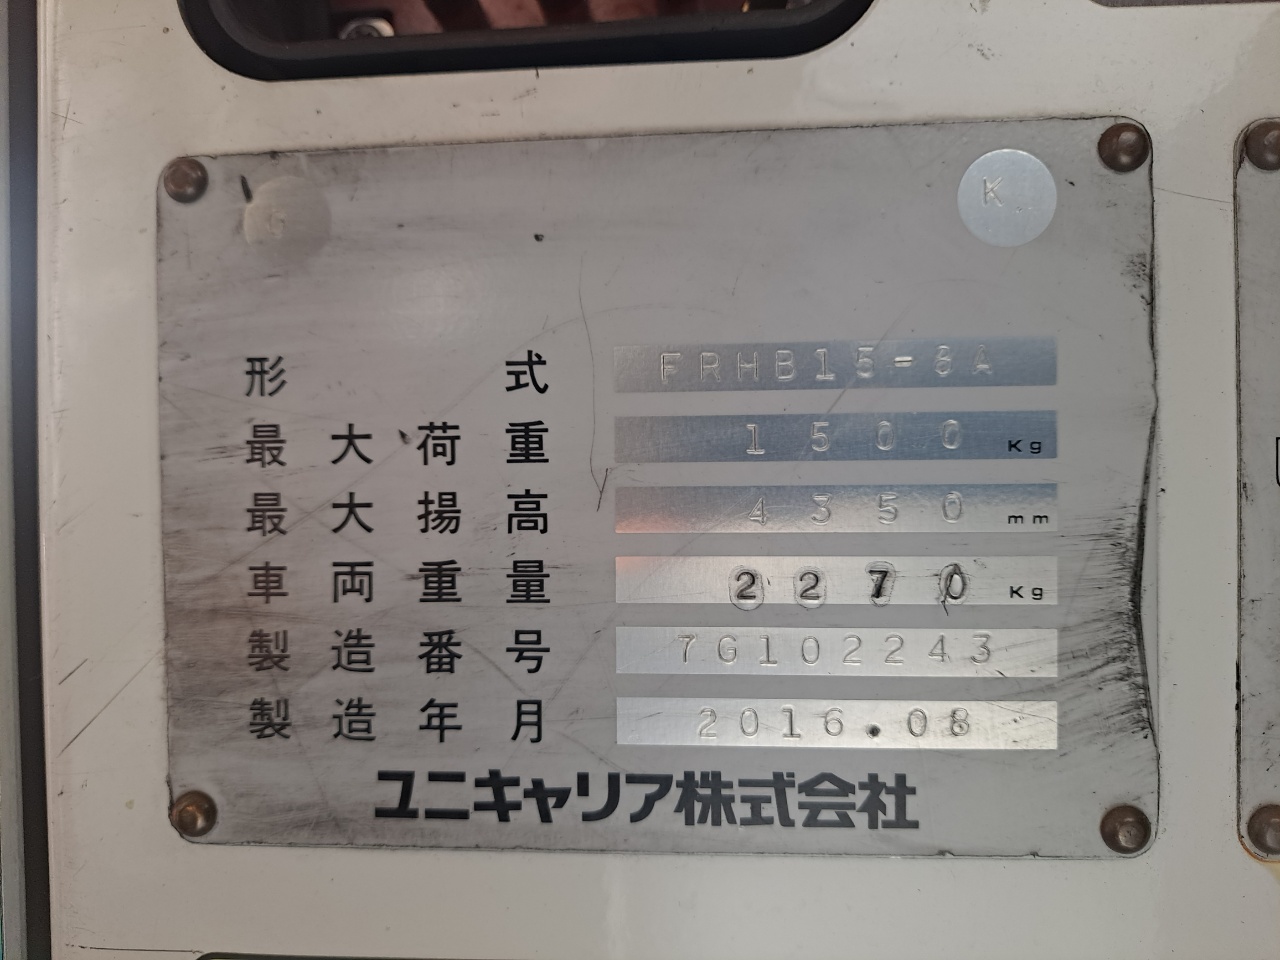 K
形式 FRHB15-8A
最大荷重 1500 Kg
最大揚高 4350 mm
車両重量 2270 Kg
製造番号 7G102243
製造年月 2016.08
ユニキャリア株式会社